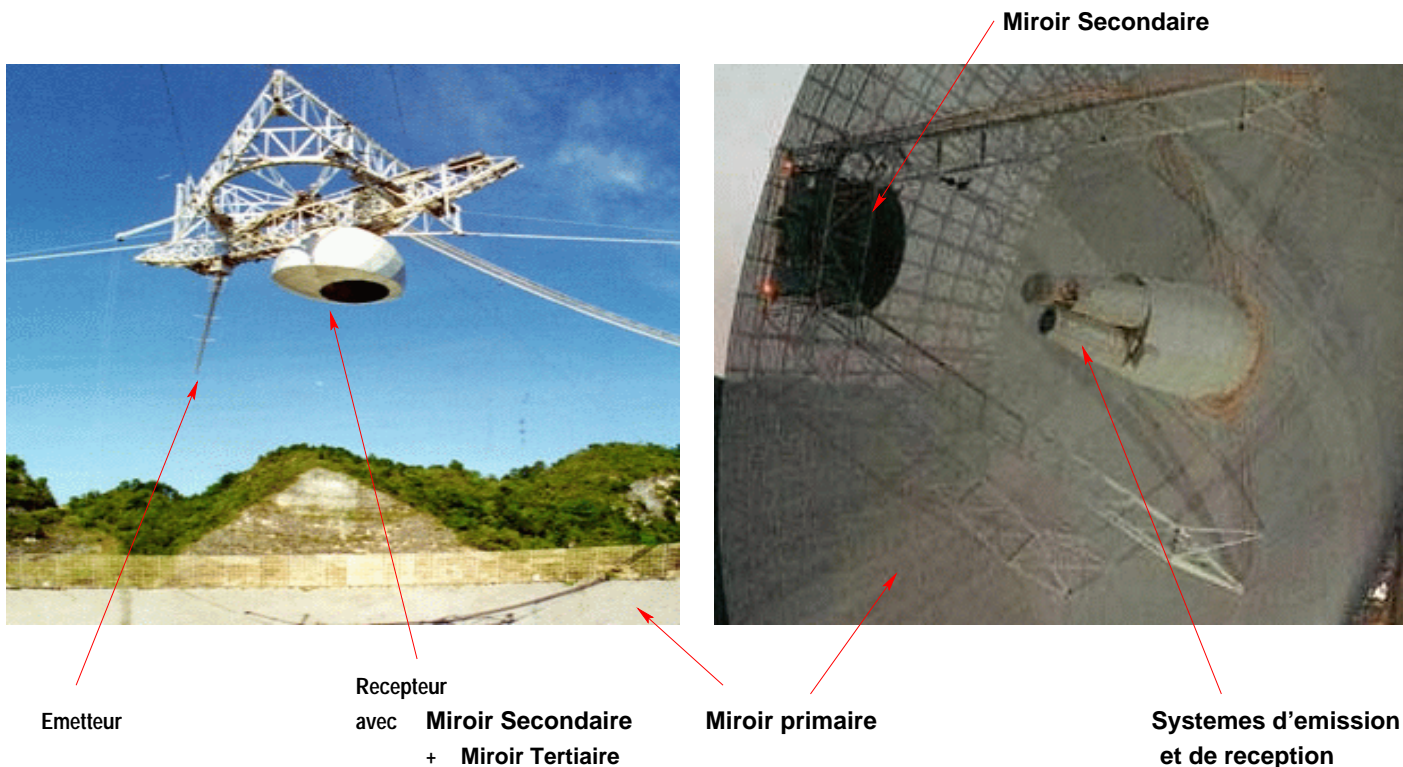 Miroir Secondaire
Recepteur
Emetteur
avec Miroir Secondaire
+ Miroir Tertiaire
Miroir primaire
Systemes d'emission
et de reception